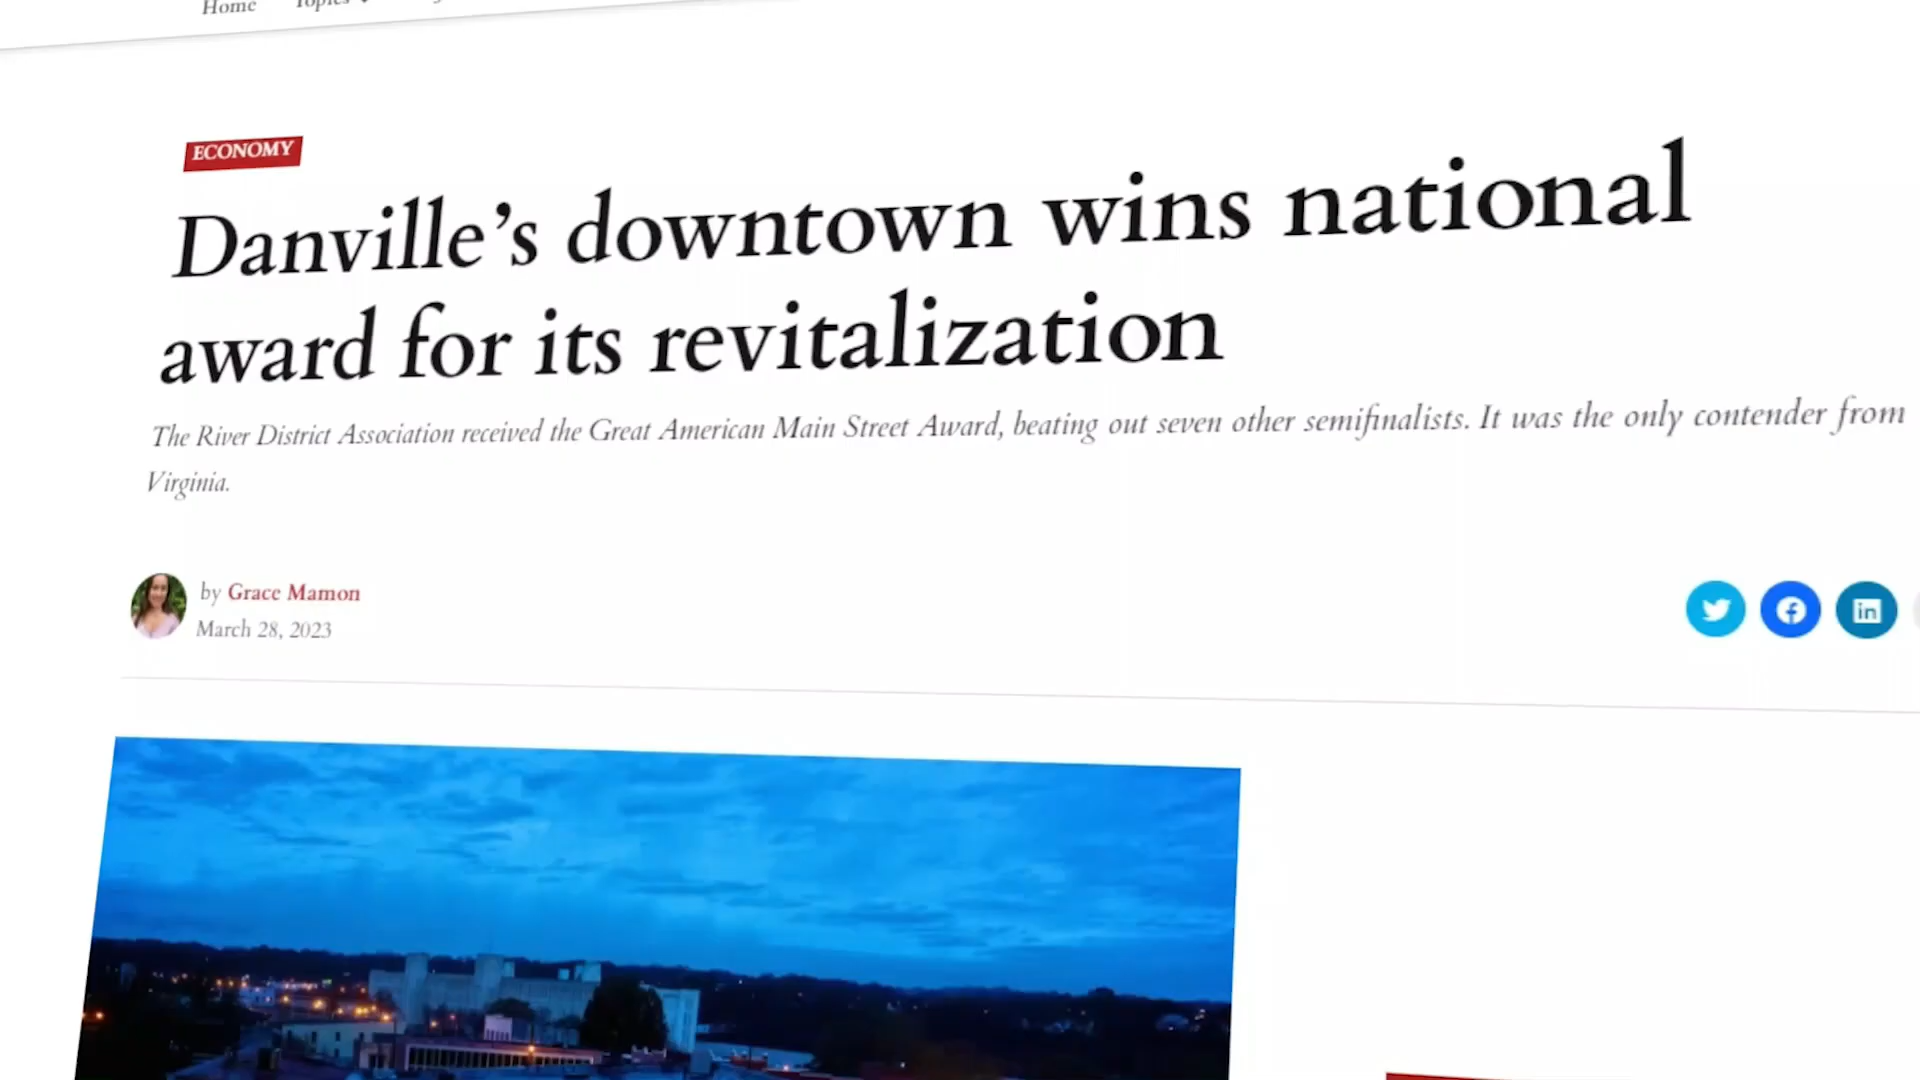 Home Topics
ECONOMY
Danville's downtown wins national
award for its revitalization
The River District Association received the Great American Main Street Award, beating out seven other semifinalists. It was the only contender from
Virginia.
by Grace Mamon
March 28, 2023
in